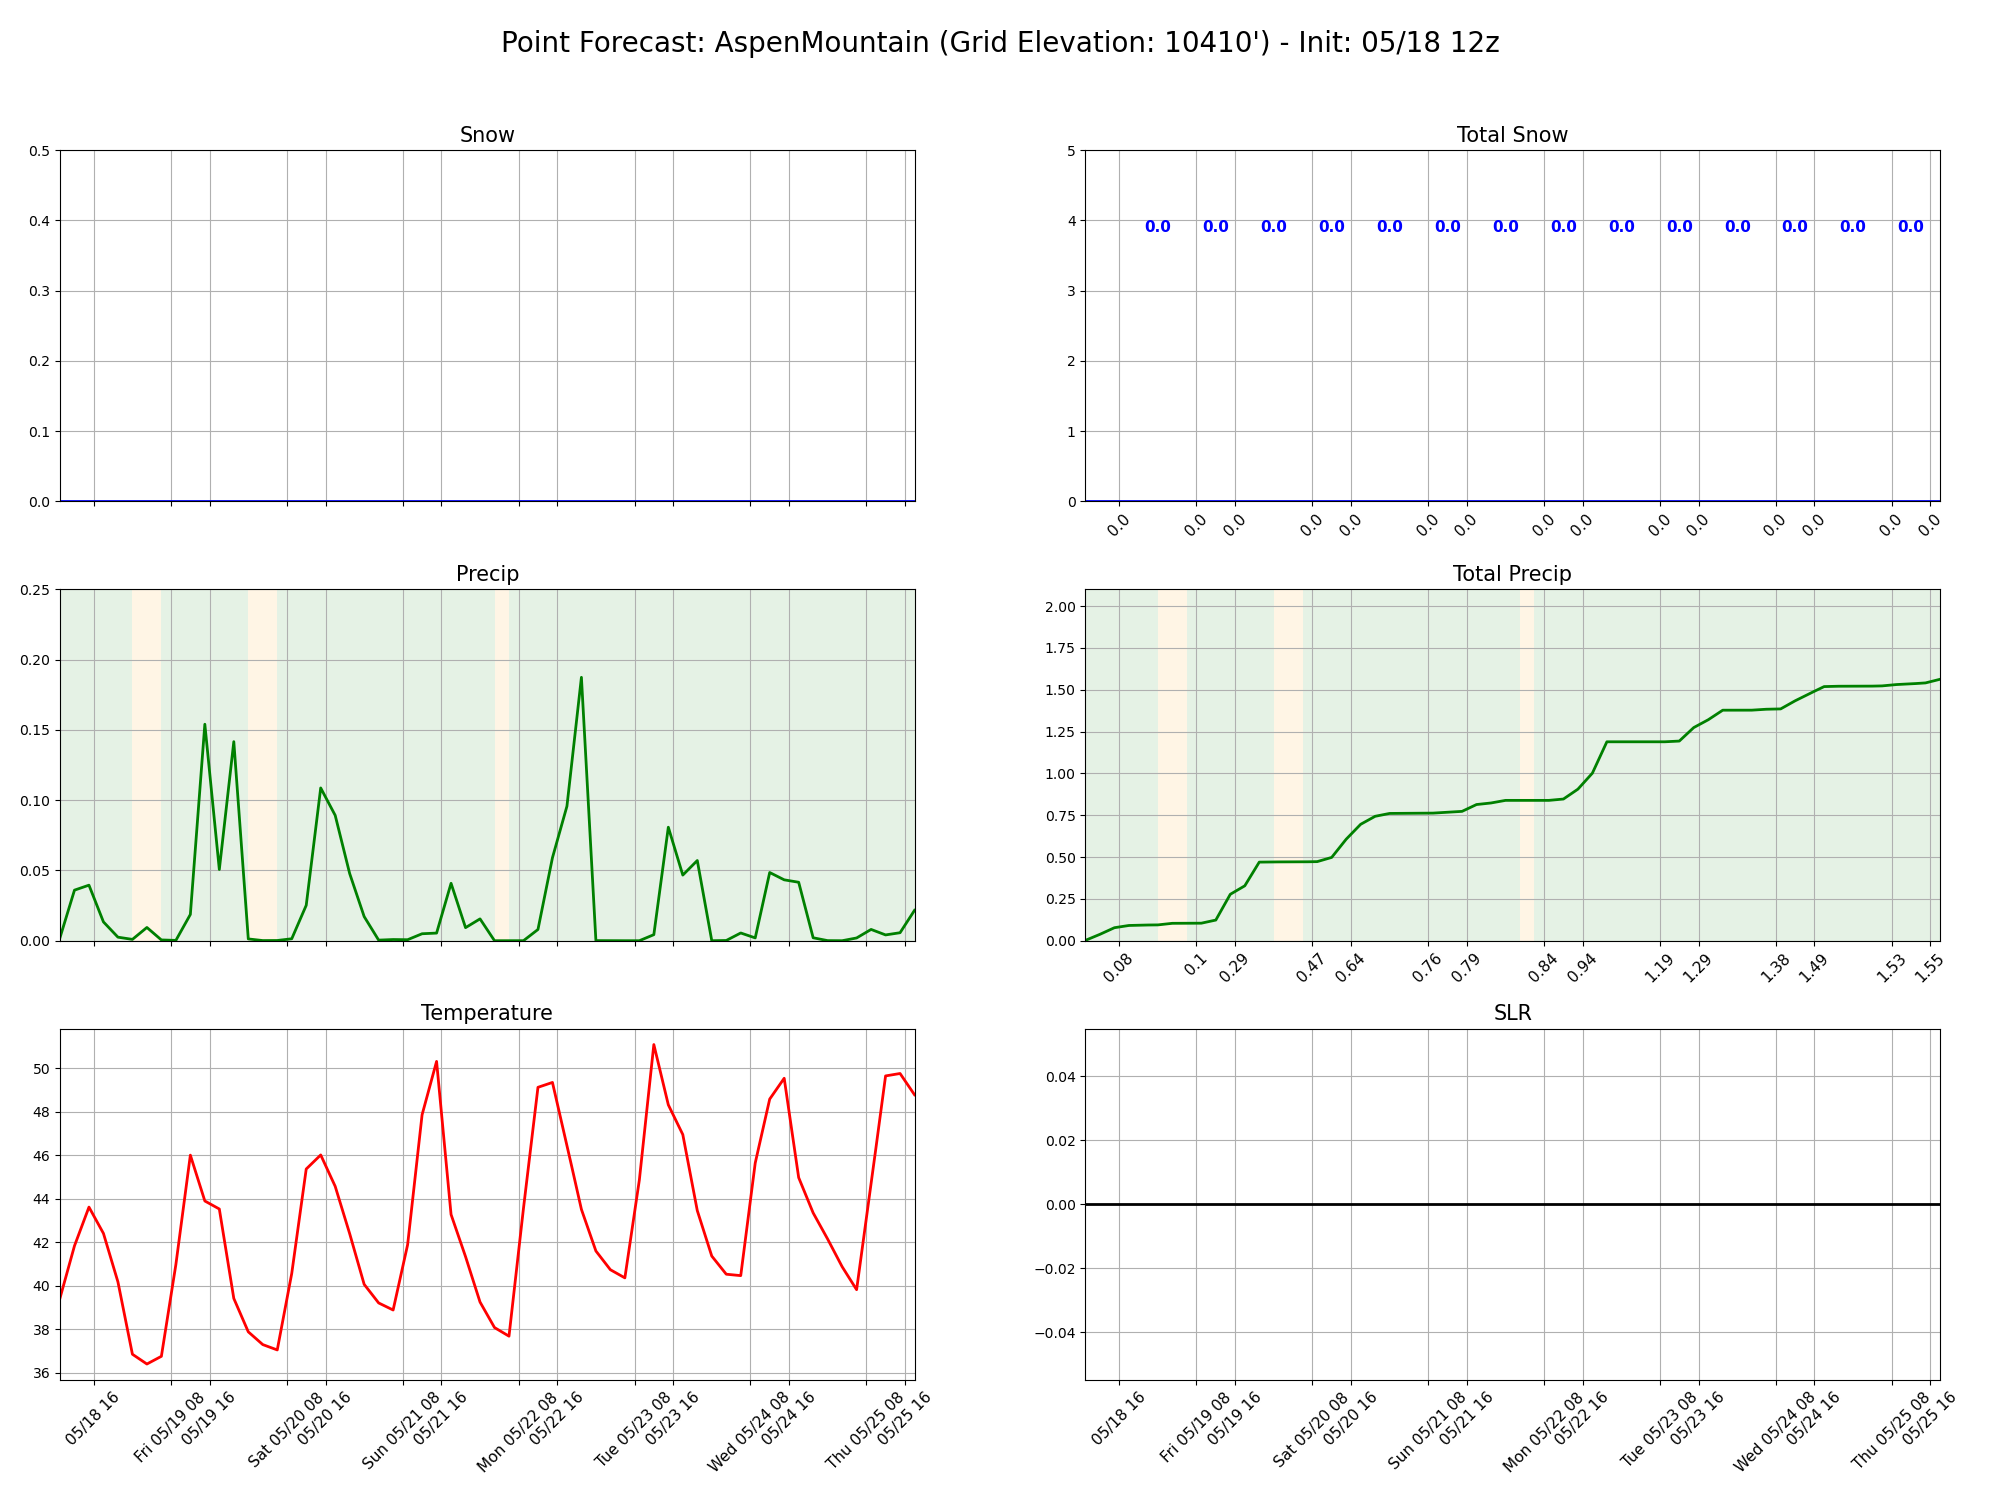 Point Forecast: AspenMountain (Grid Elevation: 10410') - Init: 05/18 12z
Snow
0.5
0.4
0.3
0.2
0.1
0.0
Total Snow
5
4
3
2
1
0
0.0 0.0 0.0 0.0 0.0 0.0 0.0 0.0 0.0 0.0 0.0 0.0 0.0 0.0
0.0 0.0 0.0 0.0 0.0 0.0 0.0 0.0 0.0 0.0 0.0 0.0 0.0 0.0 0.0
Precip
0.25
0.20
0.15
0.10
0.05
0.00
Total Precip
2.00
1.75
1.50
1.25
1.00
0.75
0.50
0.25
0.00
0.08 0.1 0.29 0.47 0.64 0.76 0.79 0.84 0.94 1.19 1.29 1.38 1.49 1.53 1.55
Temperature
50
48
46
44
42
40
38
36
05/18 16
Fri 05/19 08
05/19 16
Sat 05/20 08
05/20 16
Sun 05/21 08
05/21 16
Mon 05/22 08
05/22 16
Tue 05/23 08
05/23 16
Wed 05/24 08
05/24 16
Thu 05/25 08
05/25 16
SLR
0.04
0.02
0.00
−0.02
−0.04
05/18 16
Fri 05/19 08
05/19 16
Sat 05/20 08
05/20 16
Sun 05/21 08
05/21 16
Mon 05/22 08
05/22 16
Tue 05/23 08
05/23 16
Wed 05/24 08
05/24 16
Thu 05/25 08
05/25 16